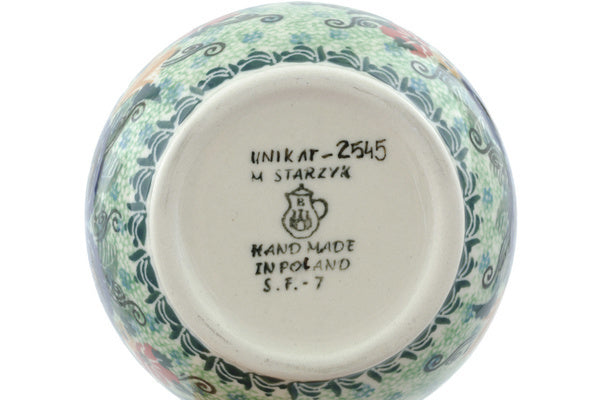 UNIKAT-2545
M STARZYK
B
HAND MADE
IN POLAND
S.F.-7